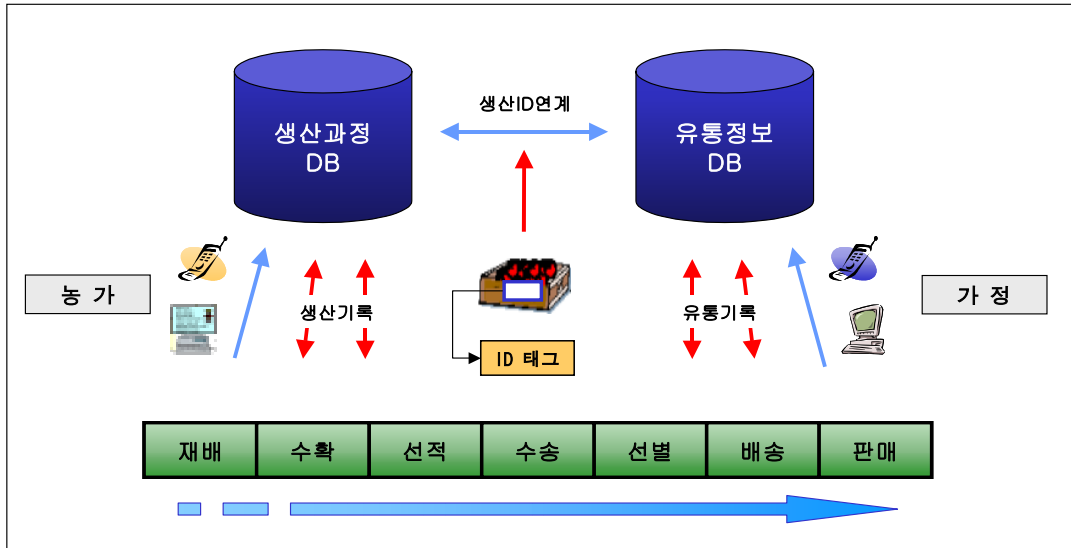 생산ID연계
생산과정
DB
유통정보
DB
농 가
생산기록
유통기록
가 정
ID 태그
재배 수확 선적 수송 선별 배송 판매